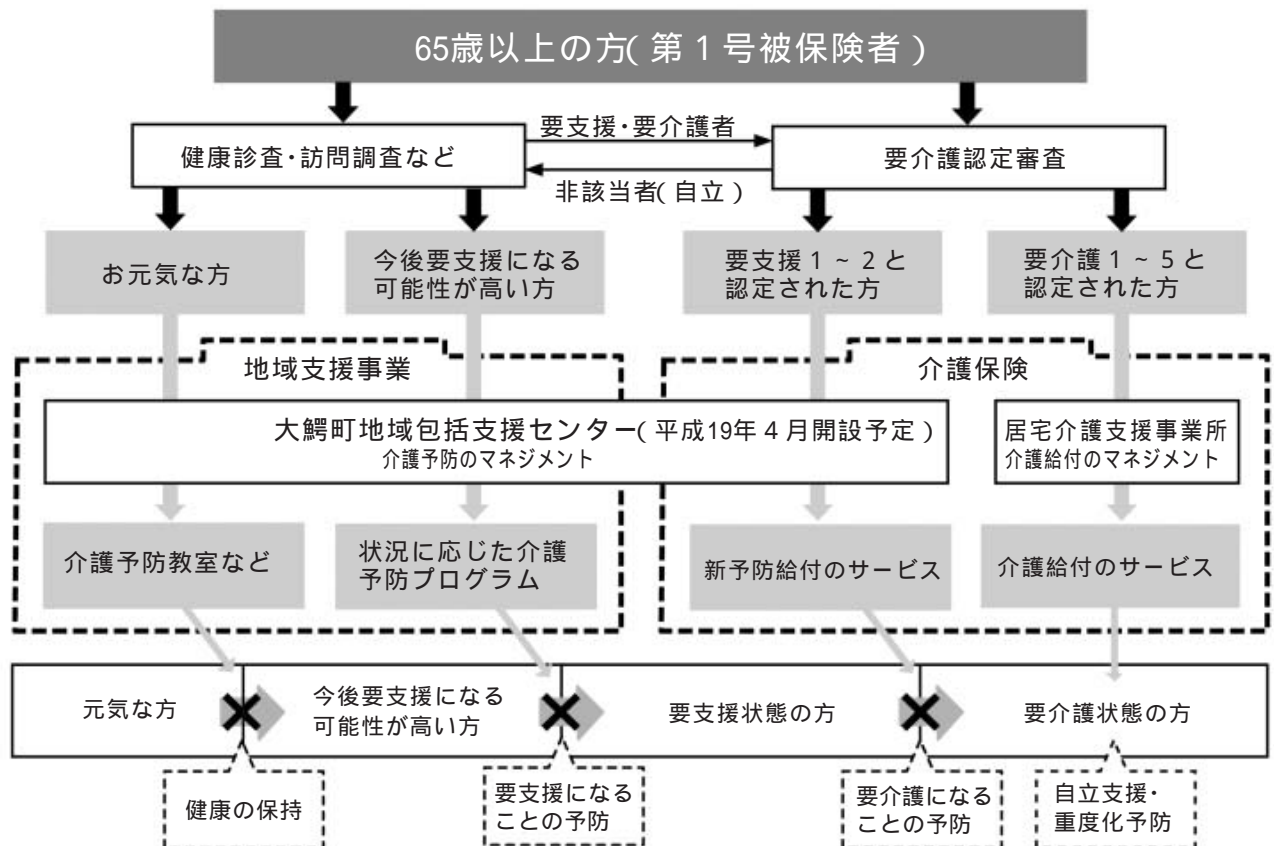 65歳以上の方(第1号被保険者)
健康診査・訪問調査など
要支援・要介護者
非該当者(自立)
要介護認定審査
お元気な方
今後要支援になる
可能性が高い方
要支援1~2と
認定された方
要介護1~5と
認定された方
地域支援事業
介護保険
大鰐町地域包括支援センター(平成19年4月開設予定)
介護予防のマネジメント
居宅介護支援事業所
介護給付のマネジメント
介護予防教室など
状況に応じた介護
予防プログラム
新予防給付のサービス
介護給付のサービス
元気な方
今後要支援になる
可能性が高い方
要支援状態の方
要介護状態の方
健康の保持
要支援になる
ことの予防
要介護になる
ことの予防
自立支援・
重度化予防